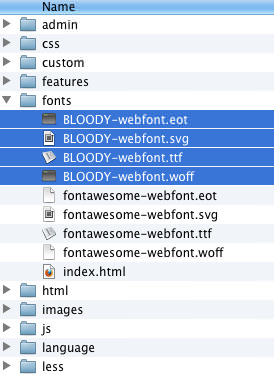 Name
admin
css
custom
features
fonts
BLOODY-webfont.eot
BLOODY-webfont.svg
BLOODY-webfont.ttf
BLOODY-webfont.woff
fontawesome-webfont.eot
fontawesome-webfont.svg
fontawesome-webfont.ttf
fontawesome-webfont.woff
index.html
html
images
js
language
less